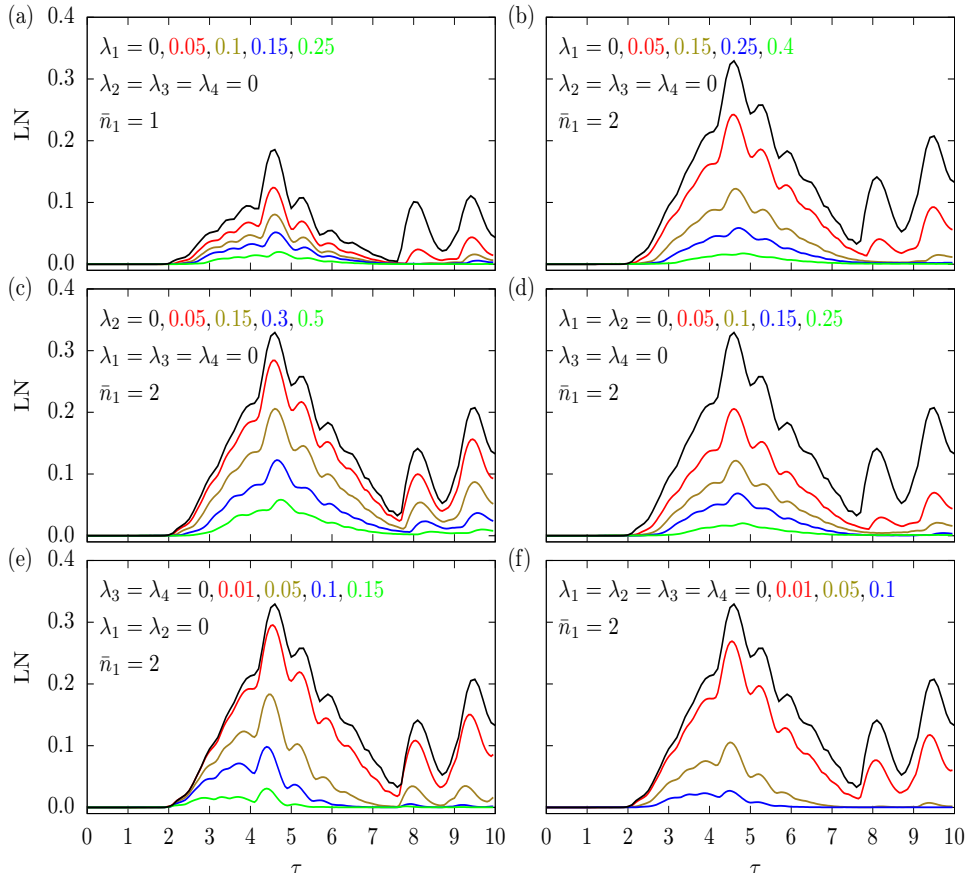 (a)
0.4
0.3
0.2
0.1
0.0
LN
λ₁ = 0, 0.05, 0.1, 0.15, 0.25
λ₂ = λ₃ = λ₄ = 0
n̄₁ = 1
(b)
λ₁ = 0, 0.05, 0.15, 0.25, 0.4
λ₂ = λ₃ = λ₄ = 0
n̄₁ = 2
(c)
0.4
0.3
0.2
0.1
0.0
LN
λ₂ = 0, 0.05, 0.15, 0.3, 0.5
λ₁ = λ₃ = λ₄ = 0
n̄₁ = 2
(d)
λ₁ = λ₂ = 0, 0.05, 0.1, 0.15, 0.25
λ₃ = λ₄ = 0
n̄₁ = 2
(e)
0.4
0.3
0.2
0.1
0.0
LN
λ₃ = λ₄ = 0, 0.01, 0.05, 0.1, 0.15
λ₁ = λ₂ = 0
n̄₁ = 2
0 1 2 3 4 5 6 7 8 9 10
τ
(f)
λ₁ = λ₂ = λ₃ = λ₄ = 0, 0.01, 0.05, 0.1
n̄₁ = 2
0 1 2 3 4 5 6 7 8 9 10
τ